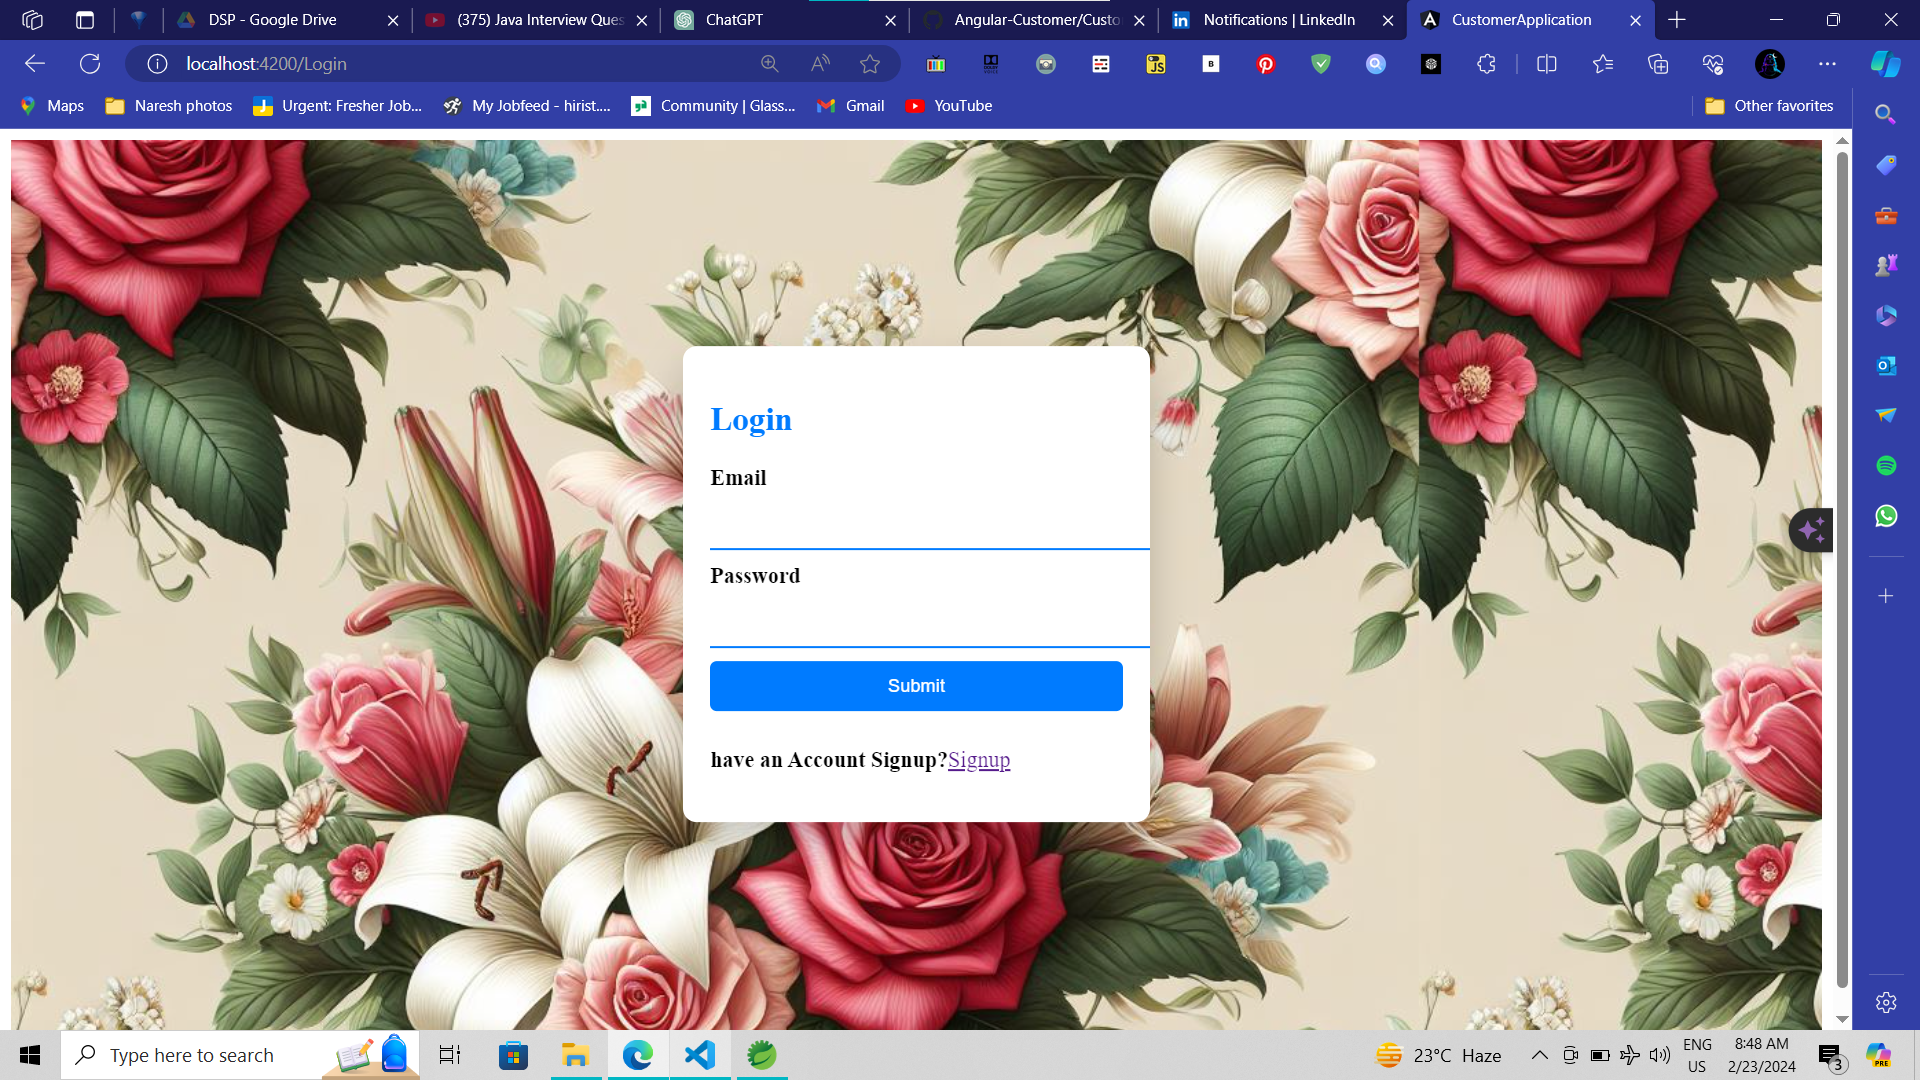 DSP - Google Drive
(375) Java Interview Ques
ChatGPT
Angular-Customer/Custo
Notifications | LinkedIn
CustomerApplication
localhost:4200/Login
Maps
Naresh photos
Urgent: Fresher Job...
My Jobfeed - hirist....
Community | Glass...
Gmail
YouTube
Other favorites
Login
Email
Password
Submit
have an Account Signup?Signup
Type here to search
23°C Haze
ENG
US
8:48 AM
2/23/2024
3
PRE